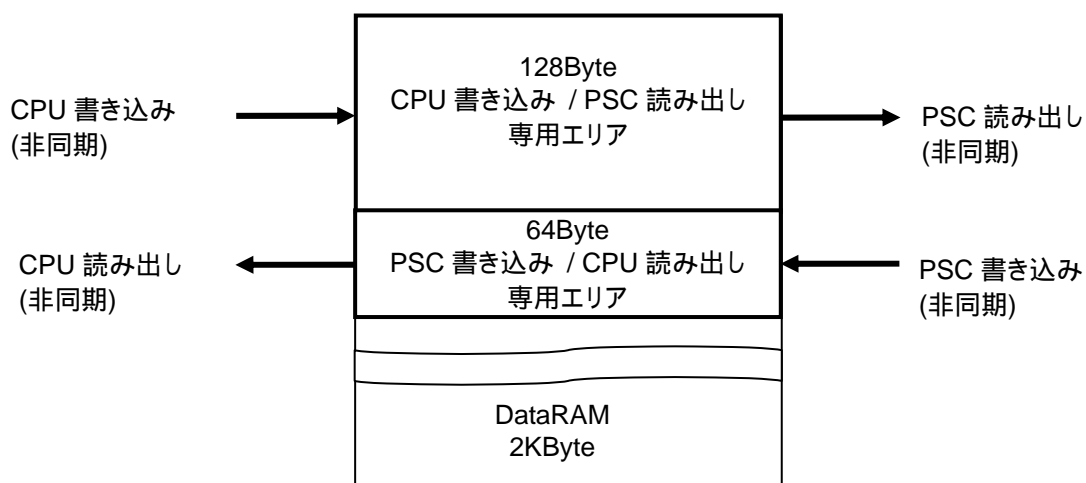 128Byte
CPU 書き込み / PSC 読み出し
専用エリア
CPU 書き込み
(非同期)
PSC 読み出し
(非同期)
64Byte
PSC 書き込み / CPU 読み出し
専用エリア
CPU 読み出し
(非同期)
PSC 書き込み
(非同期)
DataRAM
2KByte